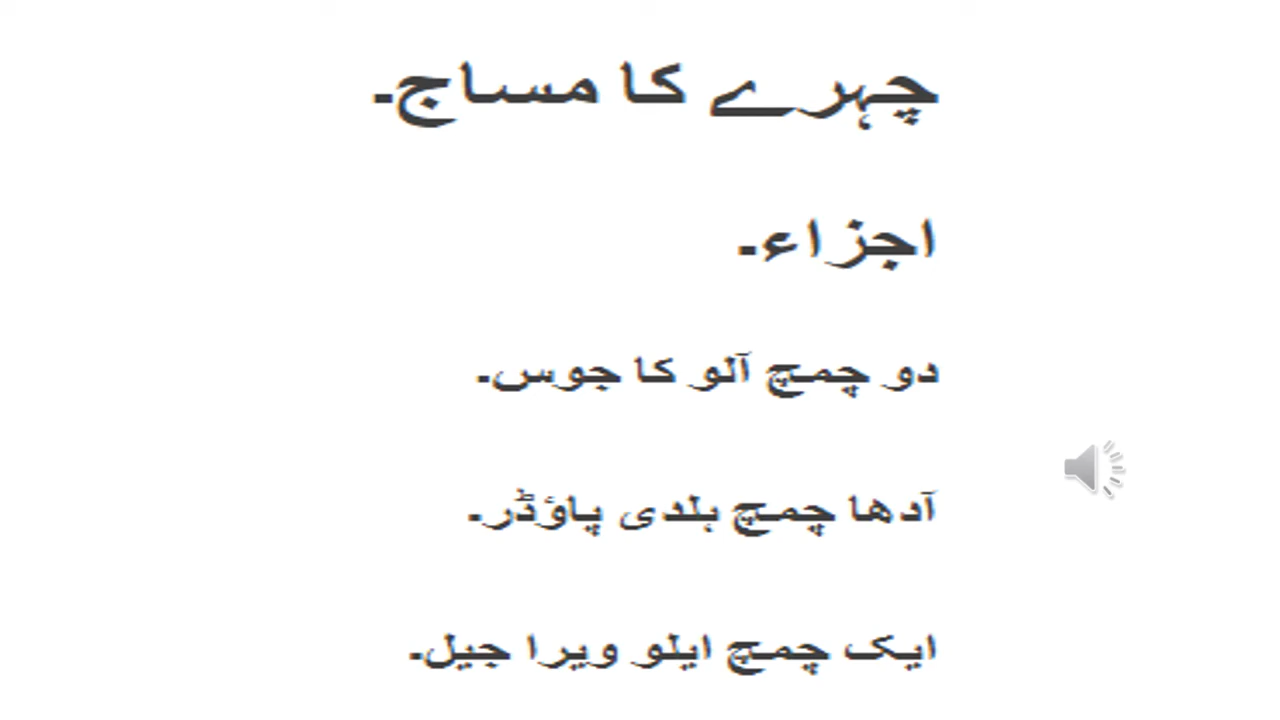 چہرے کا مساج۔
اجزاء۔
دو چمچ آلو کا جوس۔
آدھا چمچ ہلدی پاؤڈر۔
ایک چمچ ایلو ویرا جیل۔